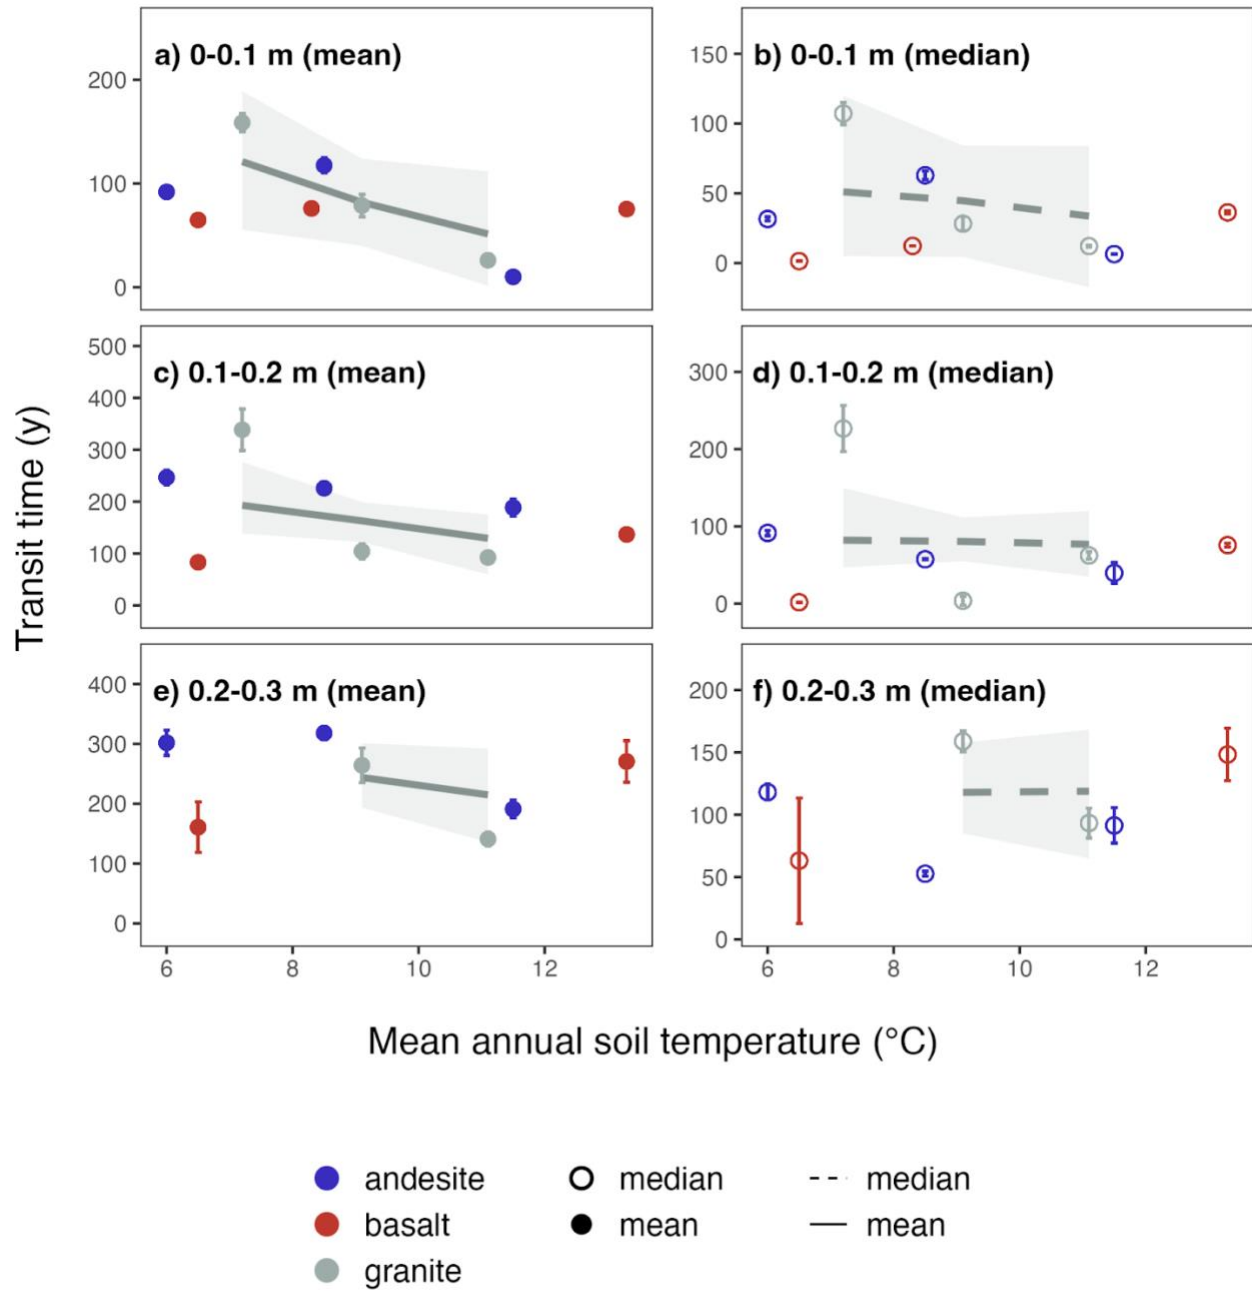 a) 0-0.1 m (mean)
200
100
0
b) 0-0.1 m (median)
150
100
50
0
c) 0.1-0.2 m (mean)
500
400
300
200
100
0
d) 0.1-0.2 m (median)
300
200
100
0
e) 0.2-0.3 m (mean)
400
300
200
100
0
f) 0.2-0.3 m (median)
200
150
100
50
0
6 8 10 12
6 8 10 12
Transit time (y)
Mean annual soil temperature (°C)
andesite
basalt
granite
median
mean
median
mean